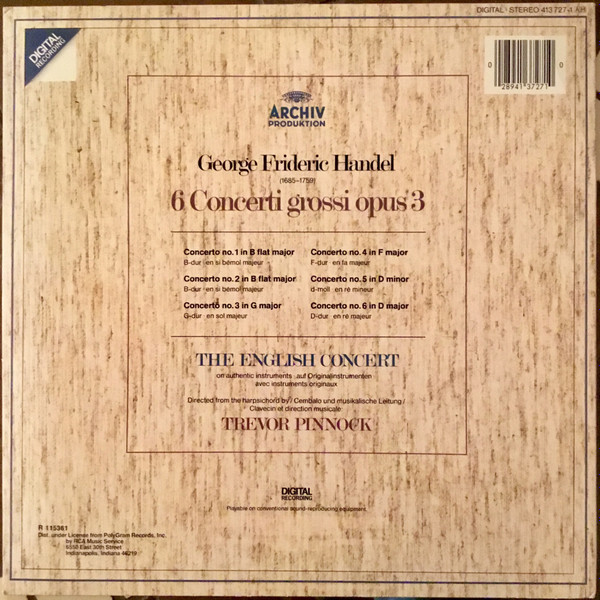 DIGITAL · STEREO 413 727-1 AH
DIGITAL
RECORDING
0 28941 37271 0
ARCHIV
PRODUKTION
George Frideric Handel
(1685–1759)
6 Concerti grossi opus 3
Concerto no. 1 in B flat major
B-dur · en si bémol majeur
Concerto no. 2 in B flat major
B-dur · en si bémol majeur
Concerto no. 3 in G major
G-dur · en sol majeur
Concerto no. 4 in F major
F-dur · en fa majeur
Concerto no. 5 in D minor
d-moll · en ré mineur
Concerto no. 6 in D major
D-dur · en ré majeur
THE ENGLISH CONCERT
on authentic instruments · auf Originalinstrumenten
avec instruments originaux
Directed from the harpsichord by / Cembalo und musikalische Leitung /
Clavecin et direction musicale:
TREVOR PINNOCK
DIGITAL
RECORDING
Playable on conventional sound-reproducing equipment
R 115361
Dist. under License from PolyGram Records, Inc.
by RCA Music Service
6550 East 30th Street
Indianapolis, Indiana 46219